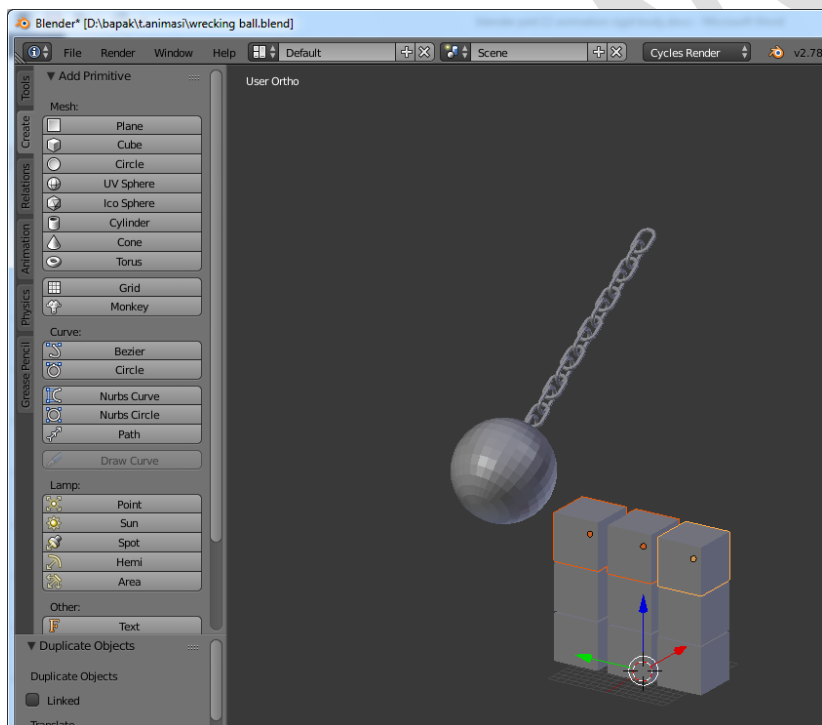 Blender* [D:\bapak\t.animasi\wrecking ball.blend]
File Render Window Help Default Scene Cycles Render v2.78
Tools
Create
Relations
Animation
Physics
Grease Pencil
Add Primitive
User Ortho
Mesh:
Plane
Cube
Circle
UV Sphere
Ico Sphere
Cylinder
Cone
Torus
Grid
Monkey
Curve:
Bezier
Circle
Nurbs Curve
Nurbs Circle
Path
Draw Curve
Lamp:
Point
Sun
Spot
Hemi
Area
Other:
Text
Duplicate Objects
Duplicate Objects
Linked
Translate